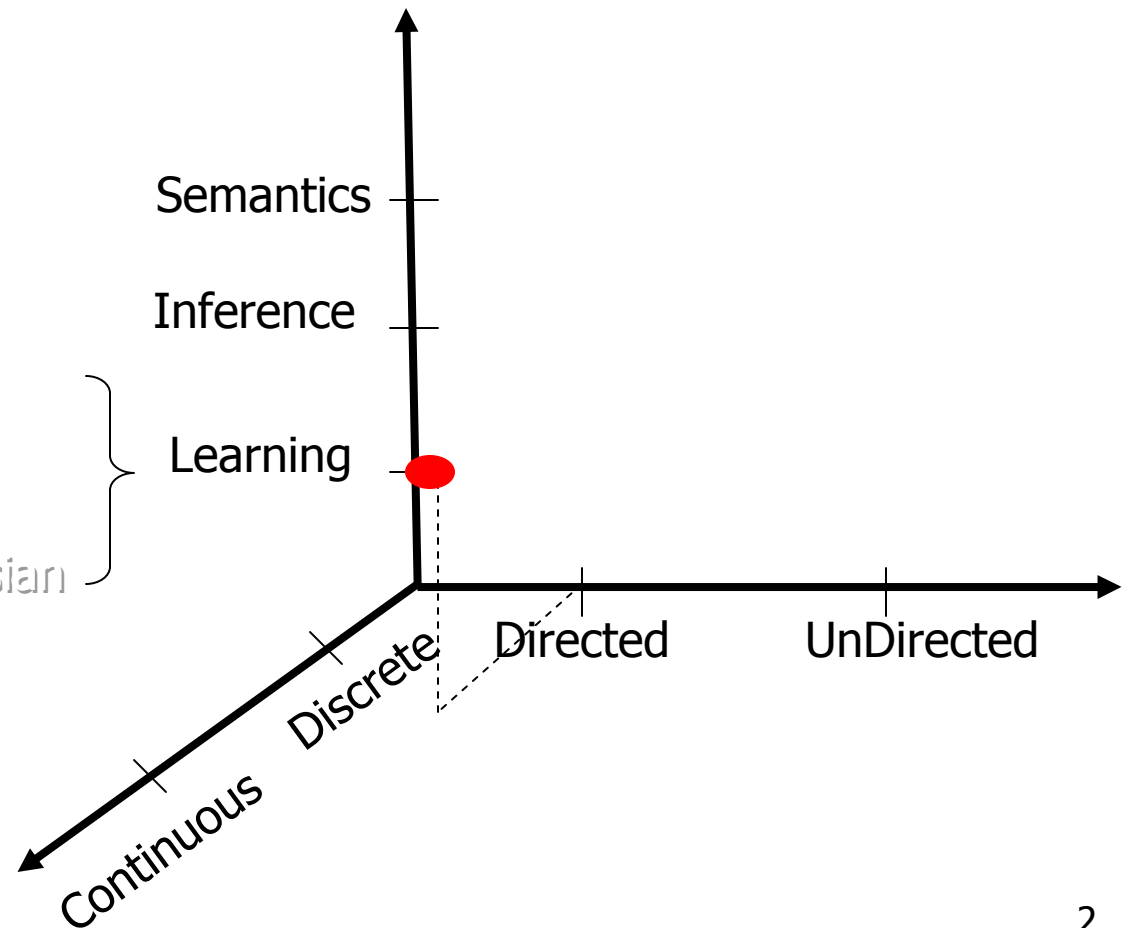 Semantics
Inference
Learning
Directed
UnDirected
Discrete
Continuous
2